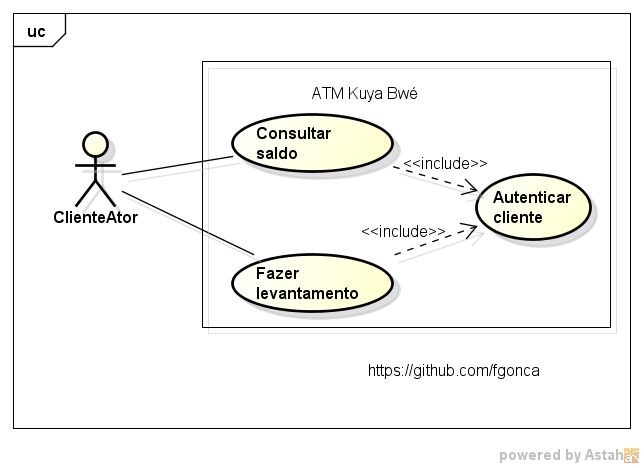 uc
ATM Kuya Bwé
Consultar
saldo
<<include>>
Autenticar
cliente
ClienteAtor
<<include>>
Fazer
levantamento
https://github.com/fgonca
powered by Astah